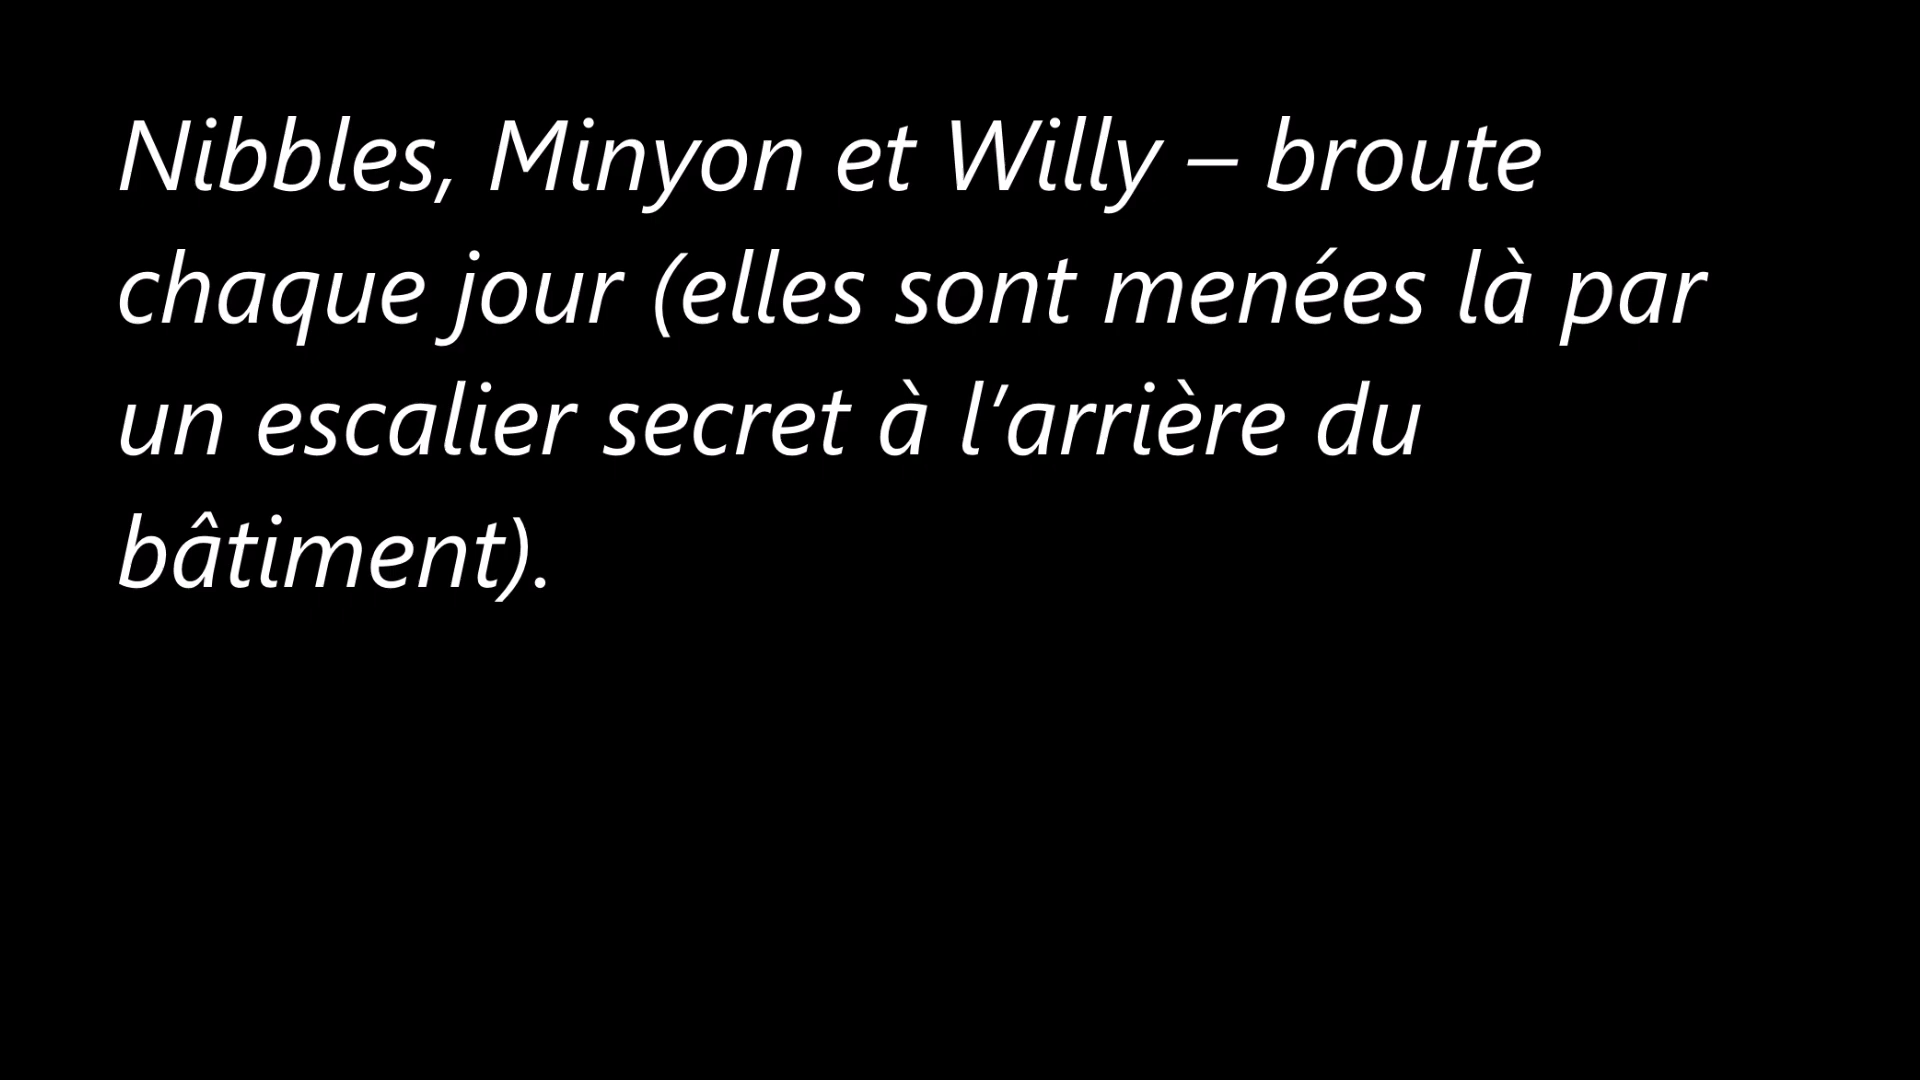 Nibbles, Minyon et Willy – broute
chaque jour (elles sont menées là par
un escalier secret à l’arrière du
bâtiment).